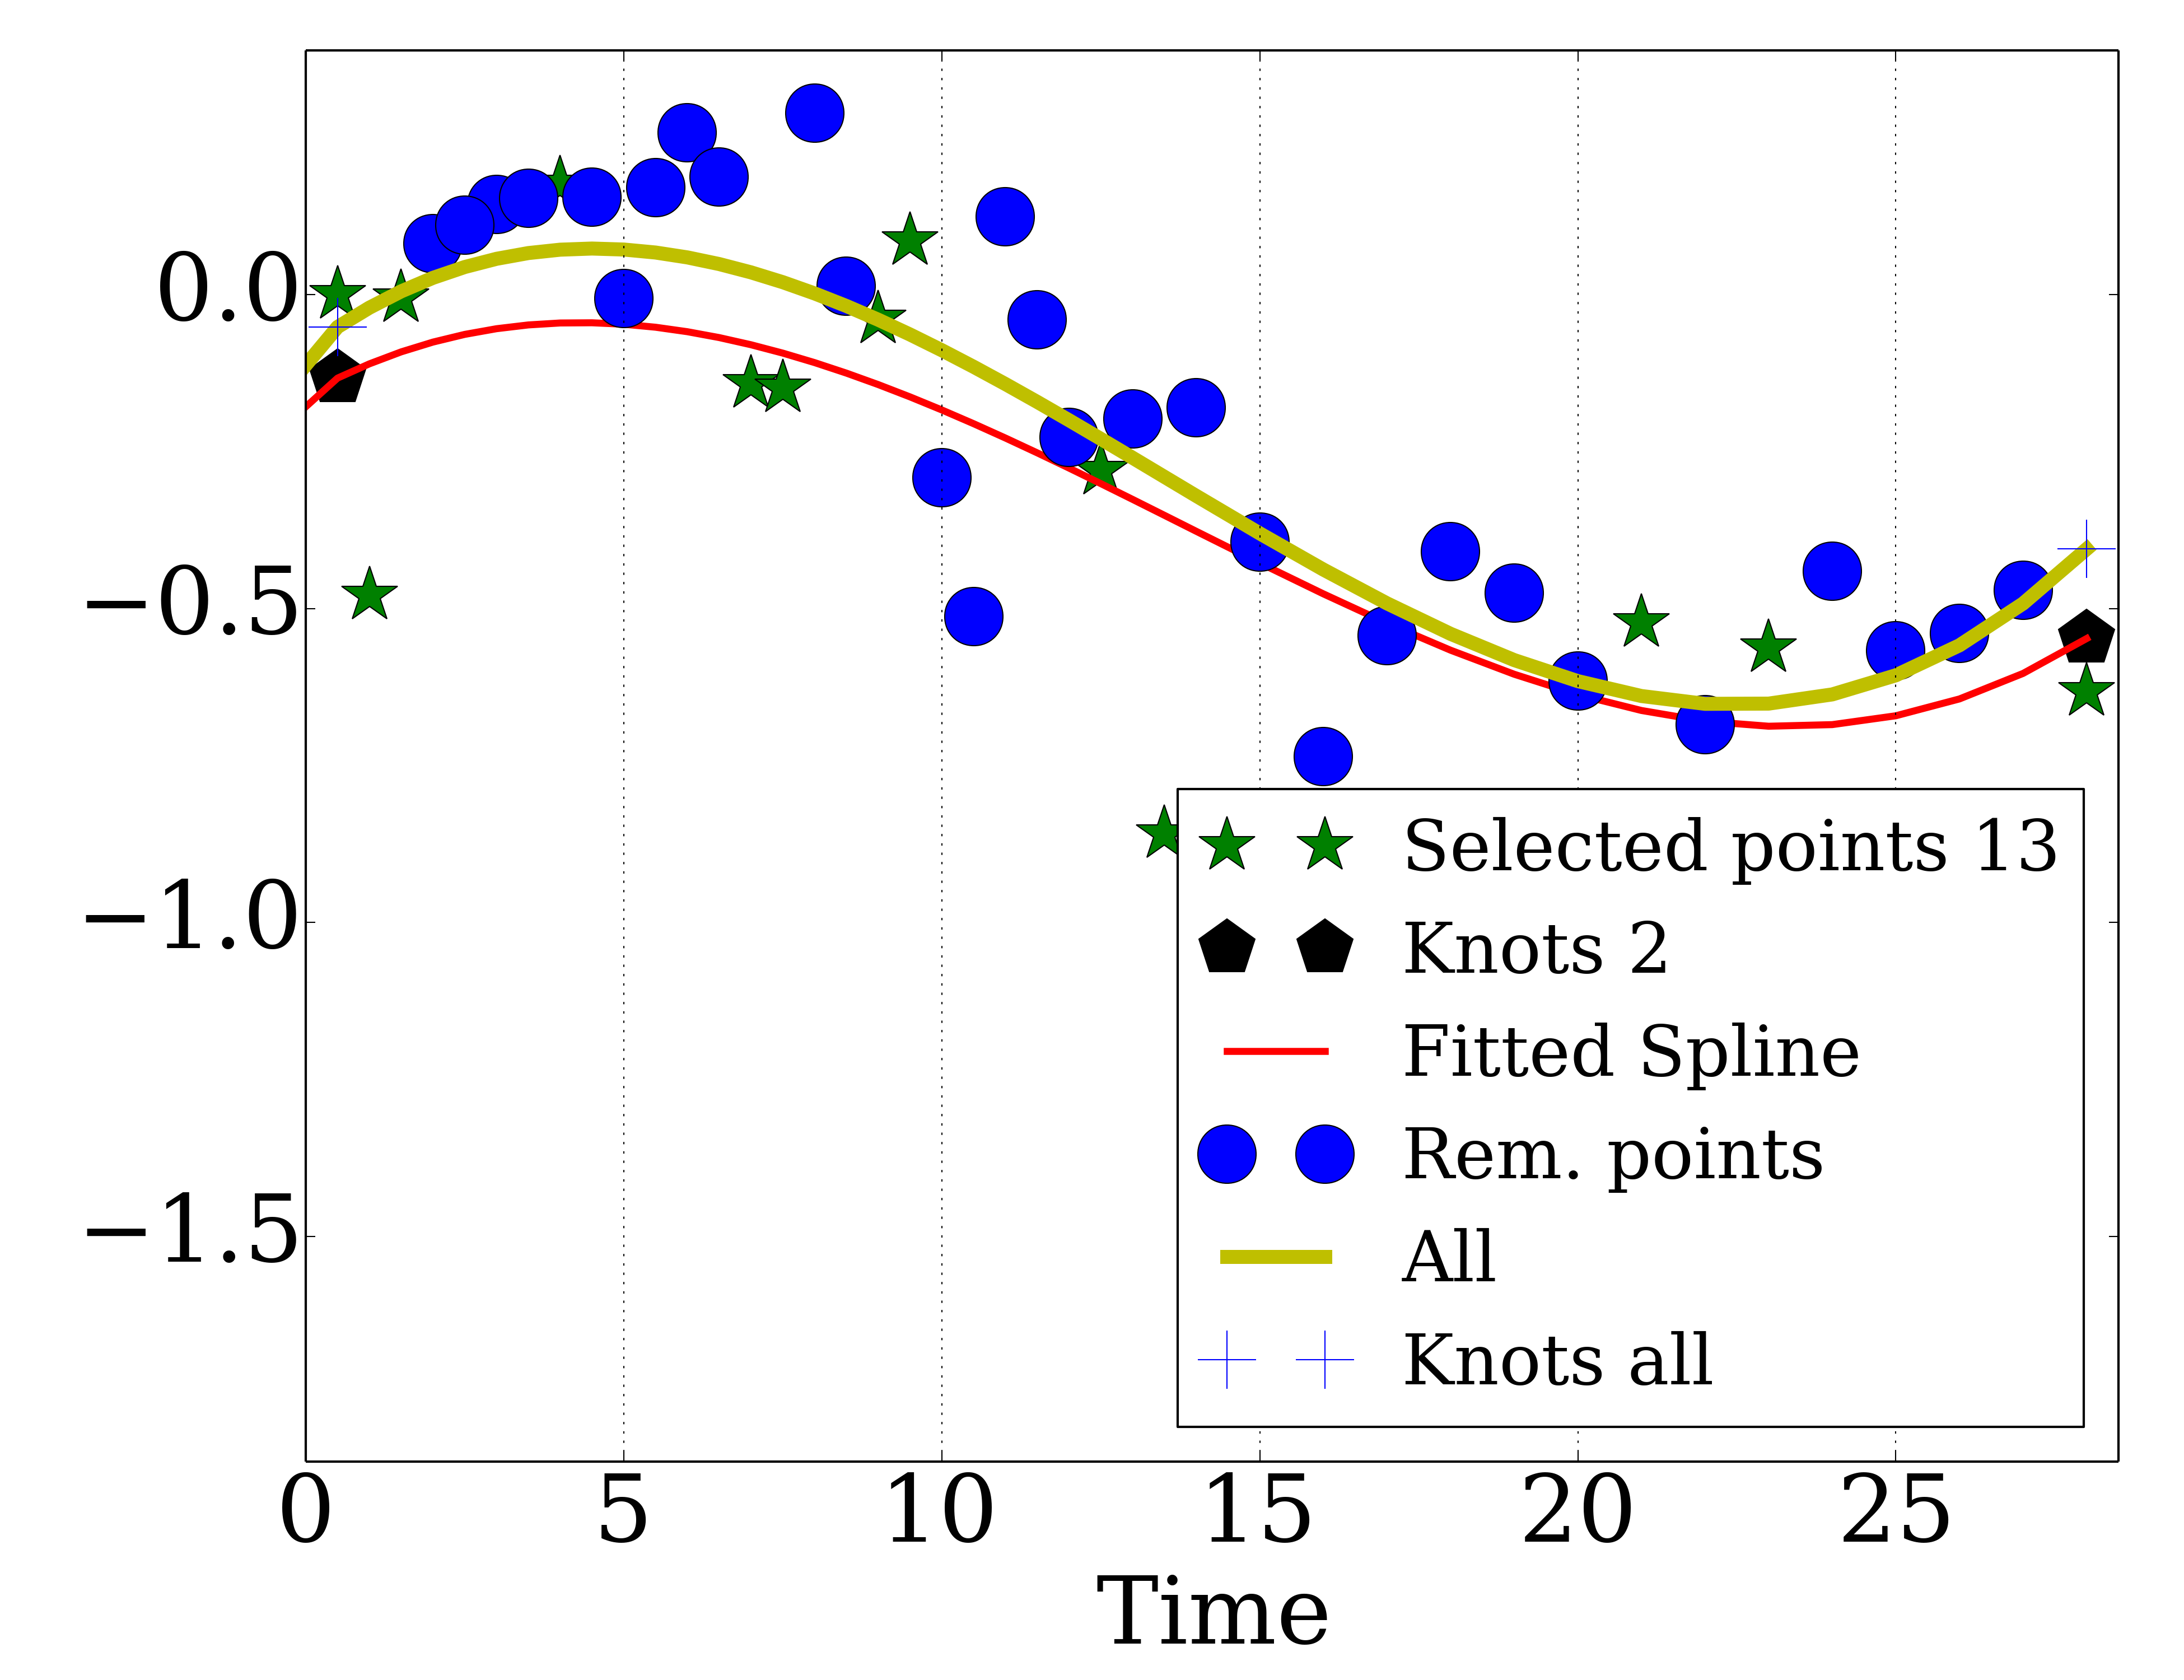 0.0
−0.5
−1.0
−1.5
Selected points 13
Knots 2
Fitted Spline
Rem. points
All
Knots all
0 5 10 15 20 25
Time